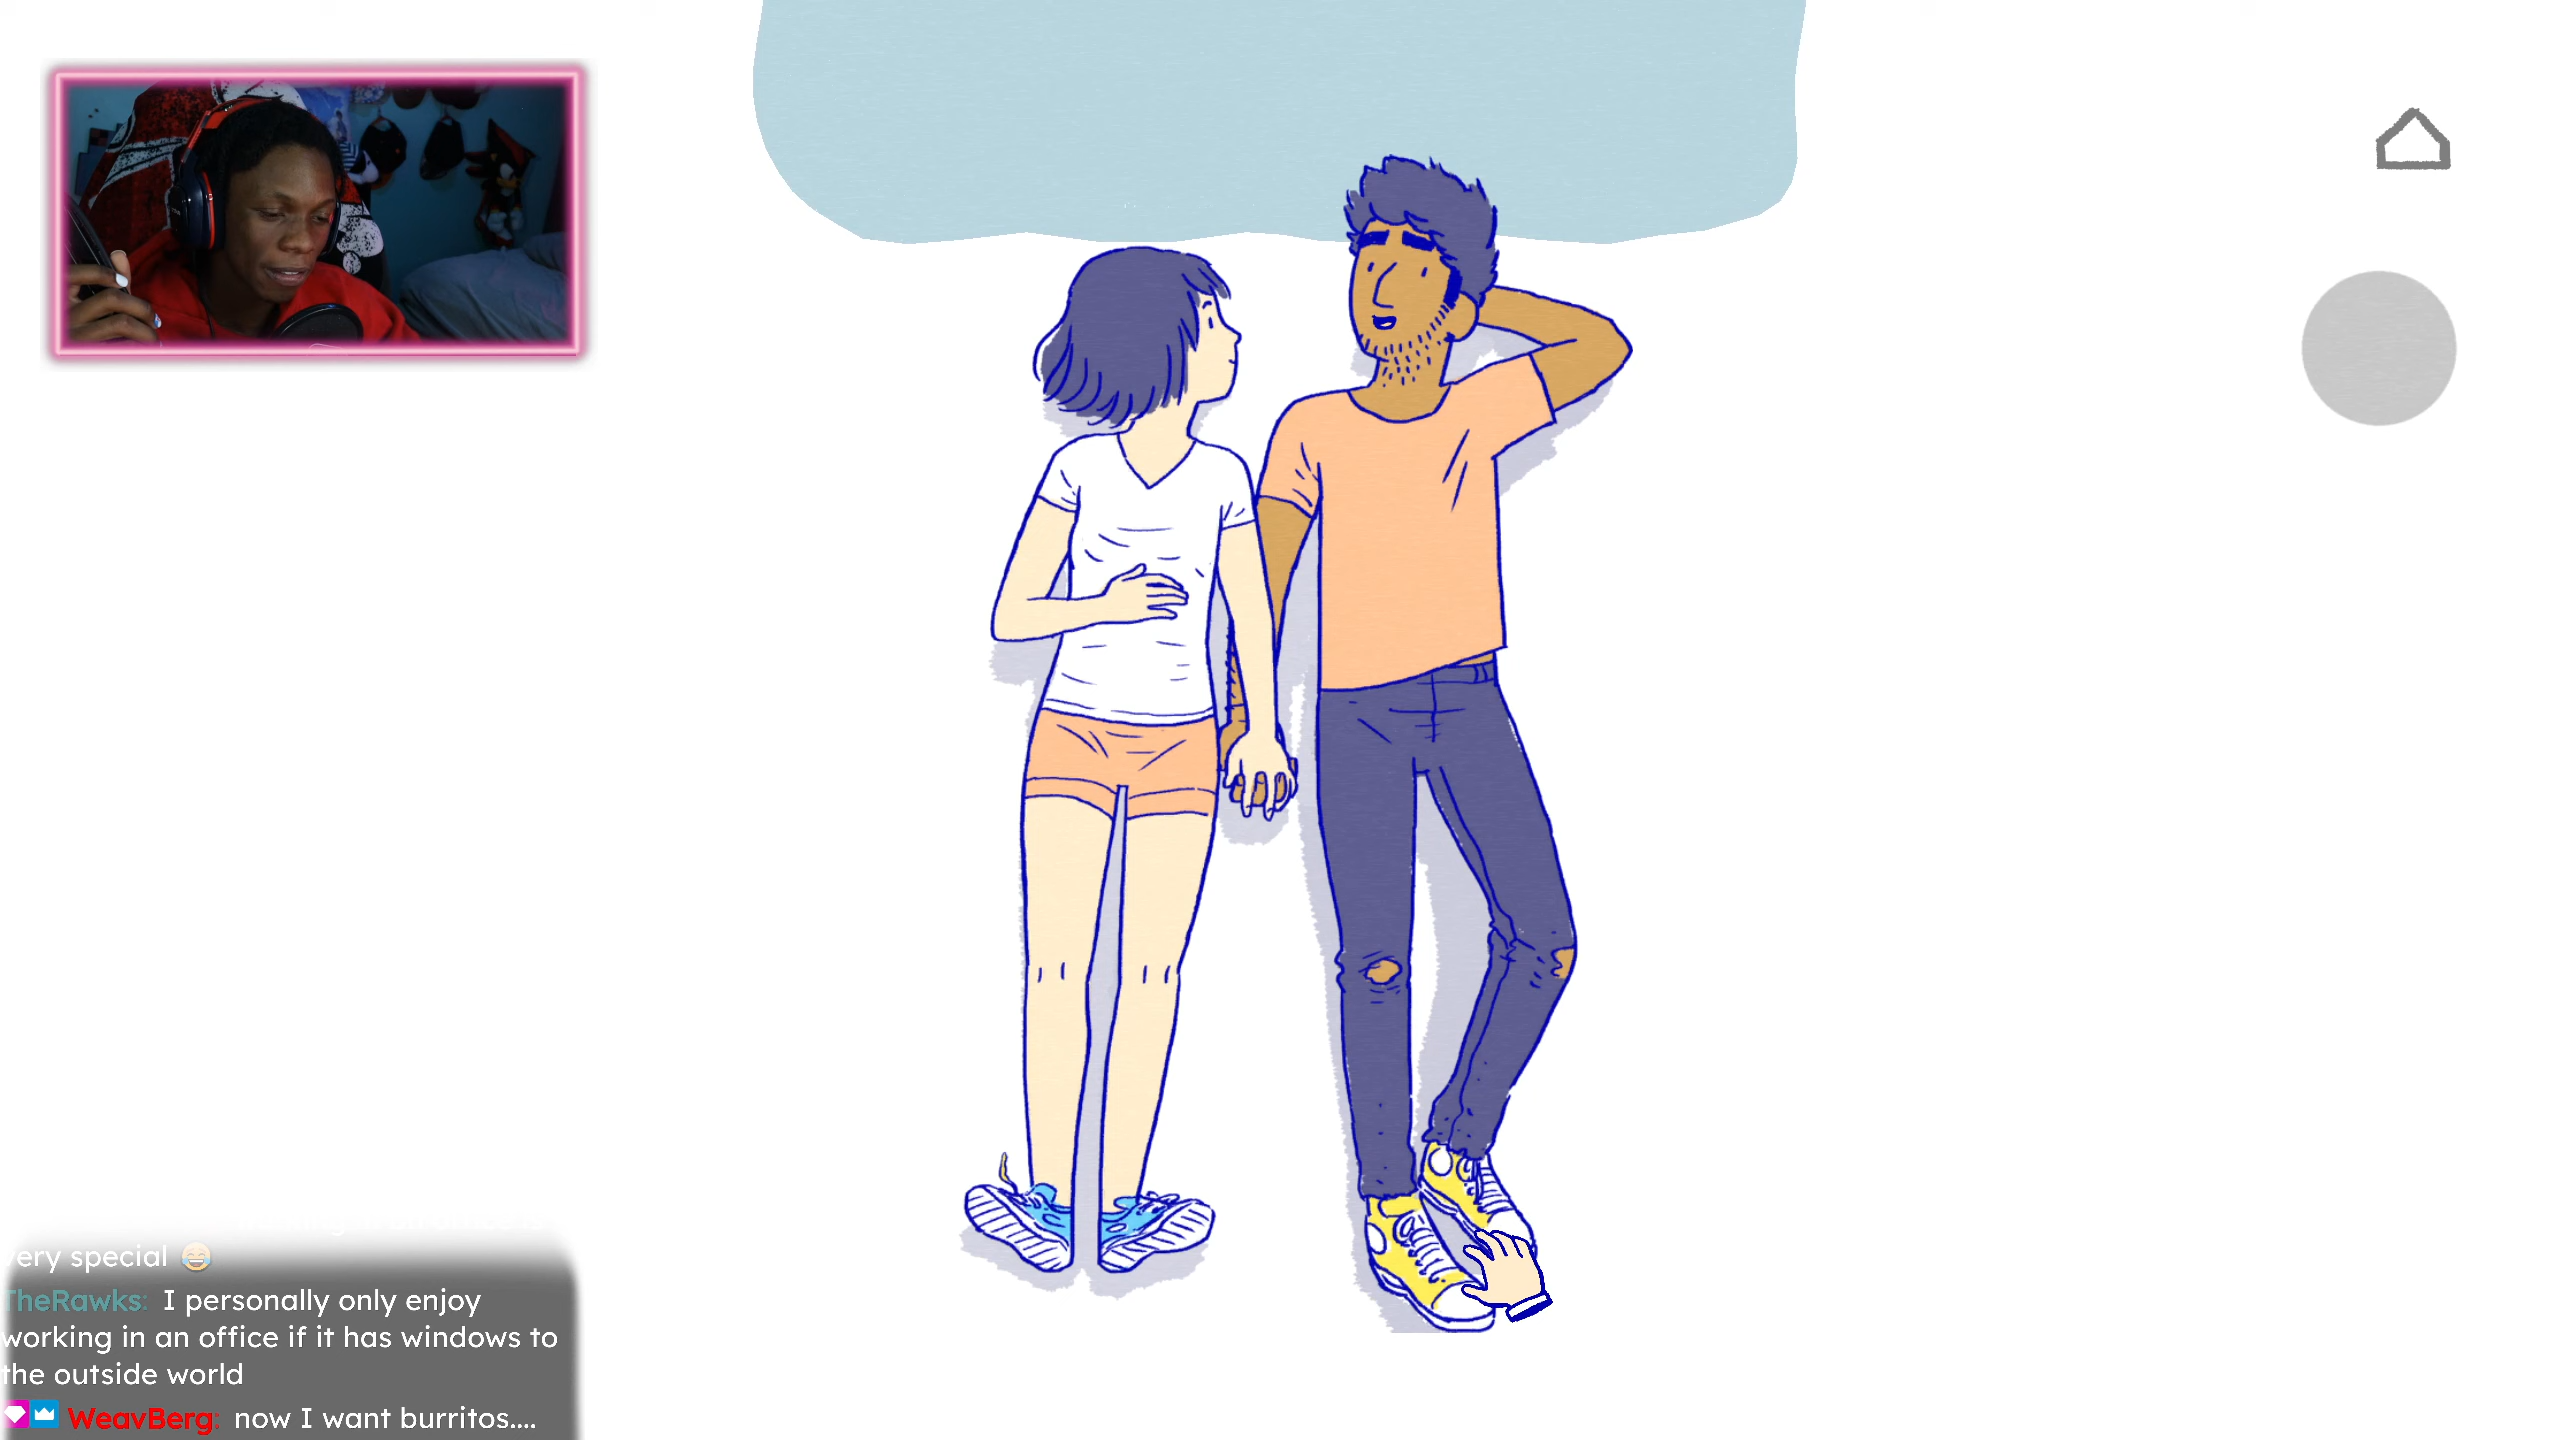 very special 😂
TheRawks: I personally only enjoy
working in an office if it has windows to
the outside world
WeavBerg: now I want burritos....